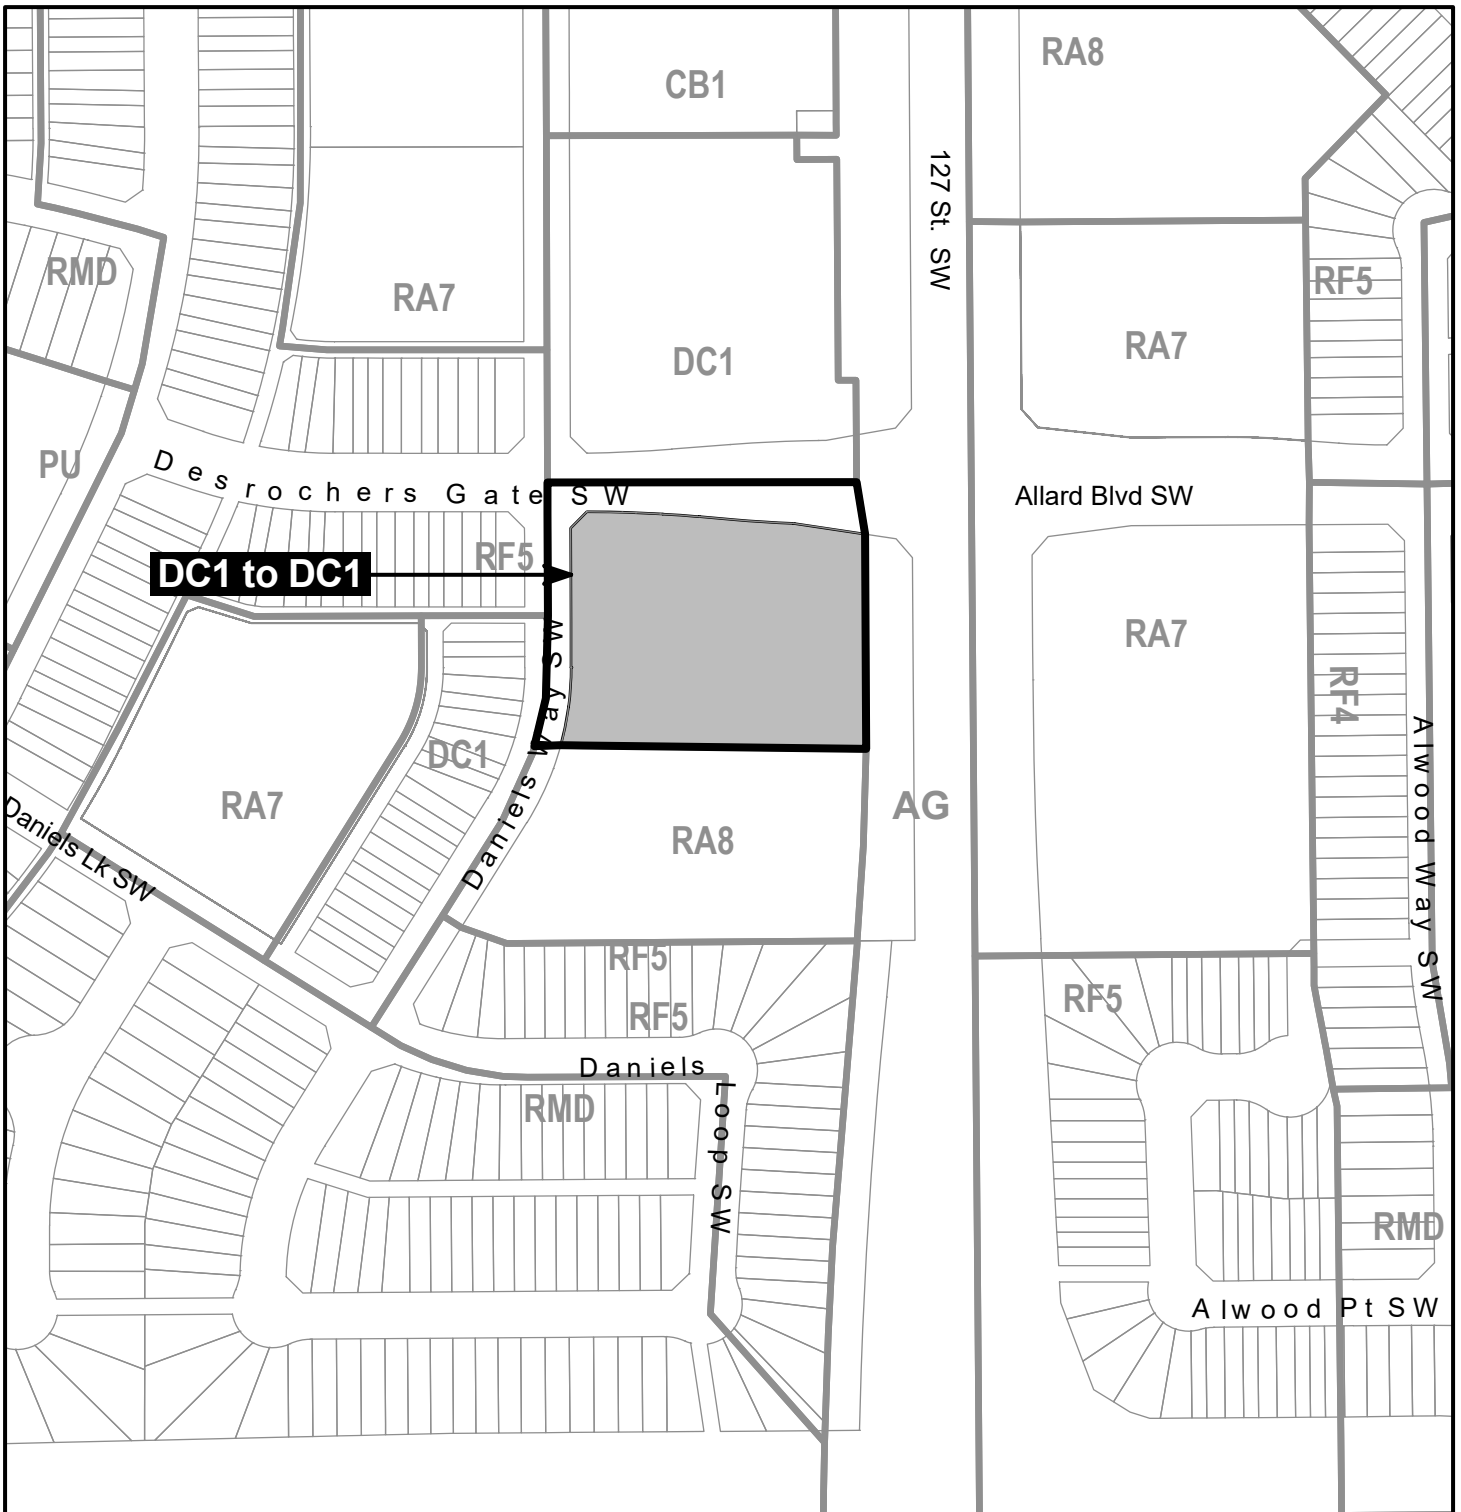 RA8
CB1
127 St. SW
RMD
RF5
RA7
RA7
DC1
PU
Desrochers Gate SW
Allard Blvd SW
RF5
DC1 to DC1
RA7
RF4
Daniels Way SW
DC1
RA7
AG
Alwood Way SW
Daniels Lk SW
RA8
RF5
RF5
RF5
Daniels Loop SW
RMD
RMD
Alwood Pt SW